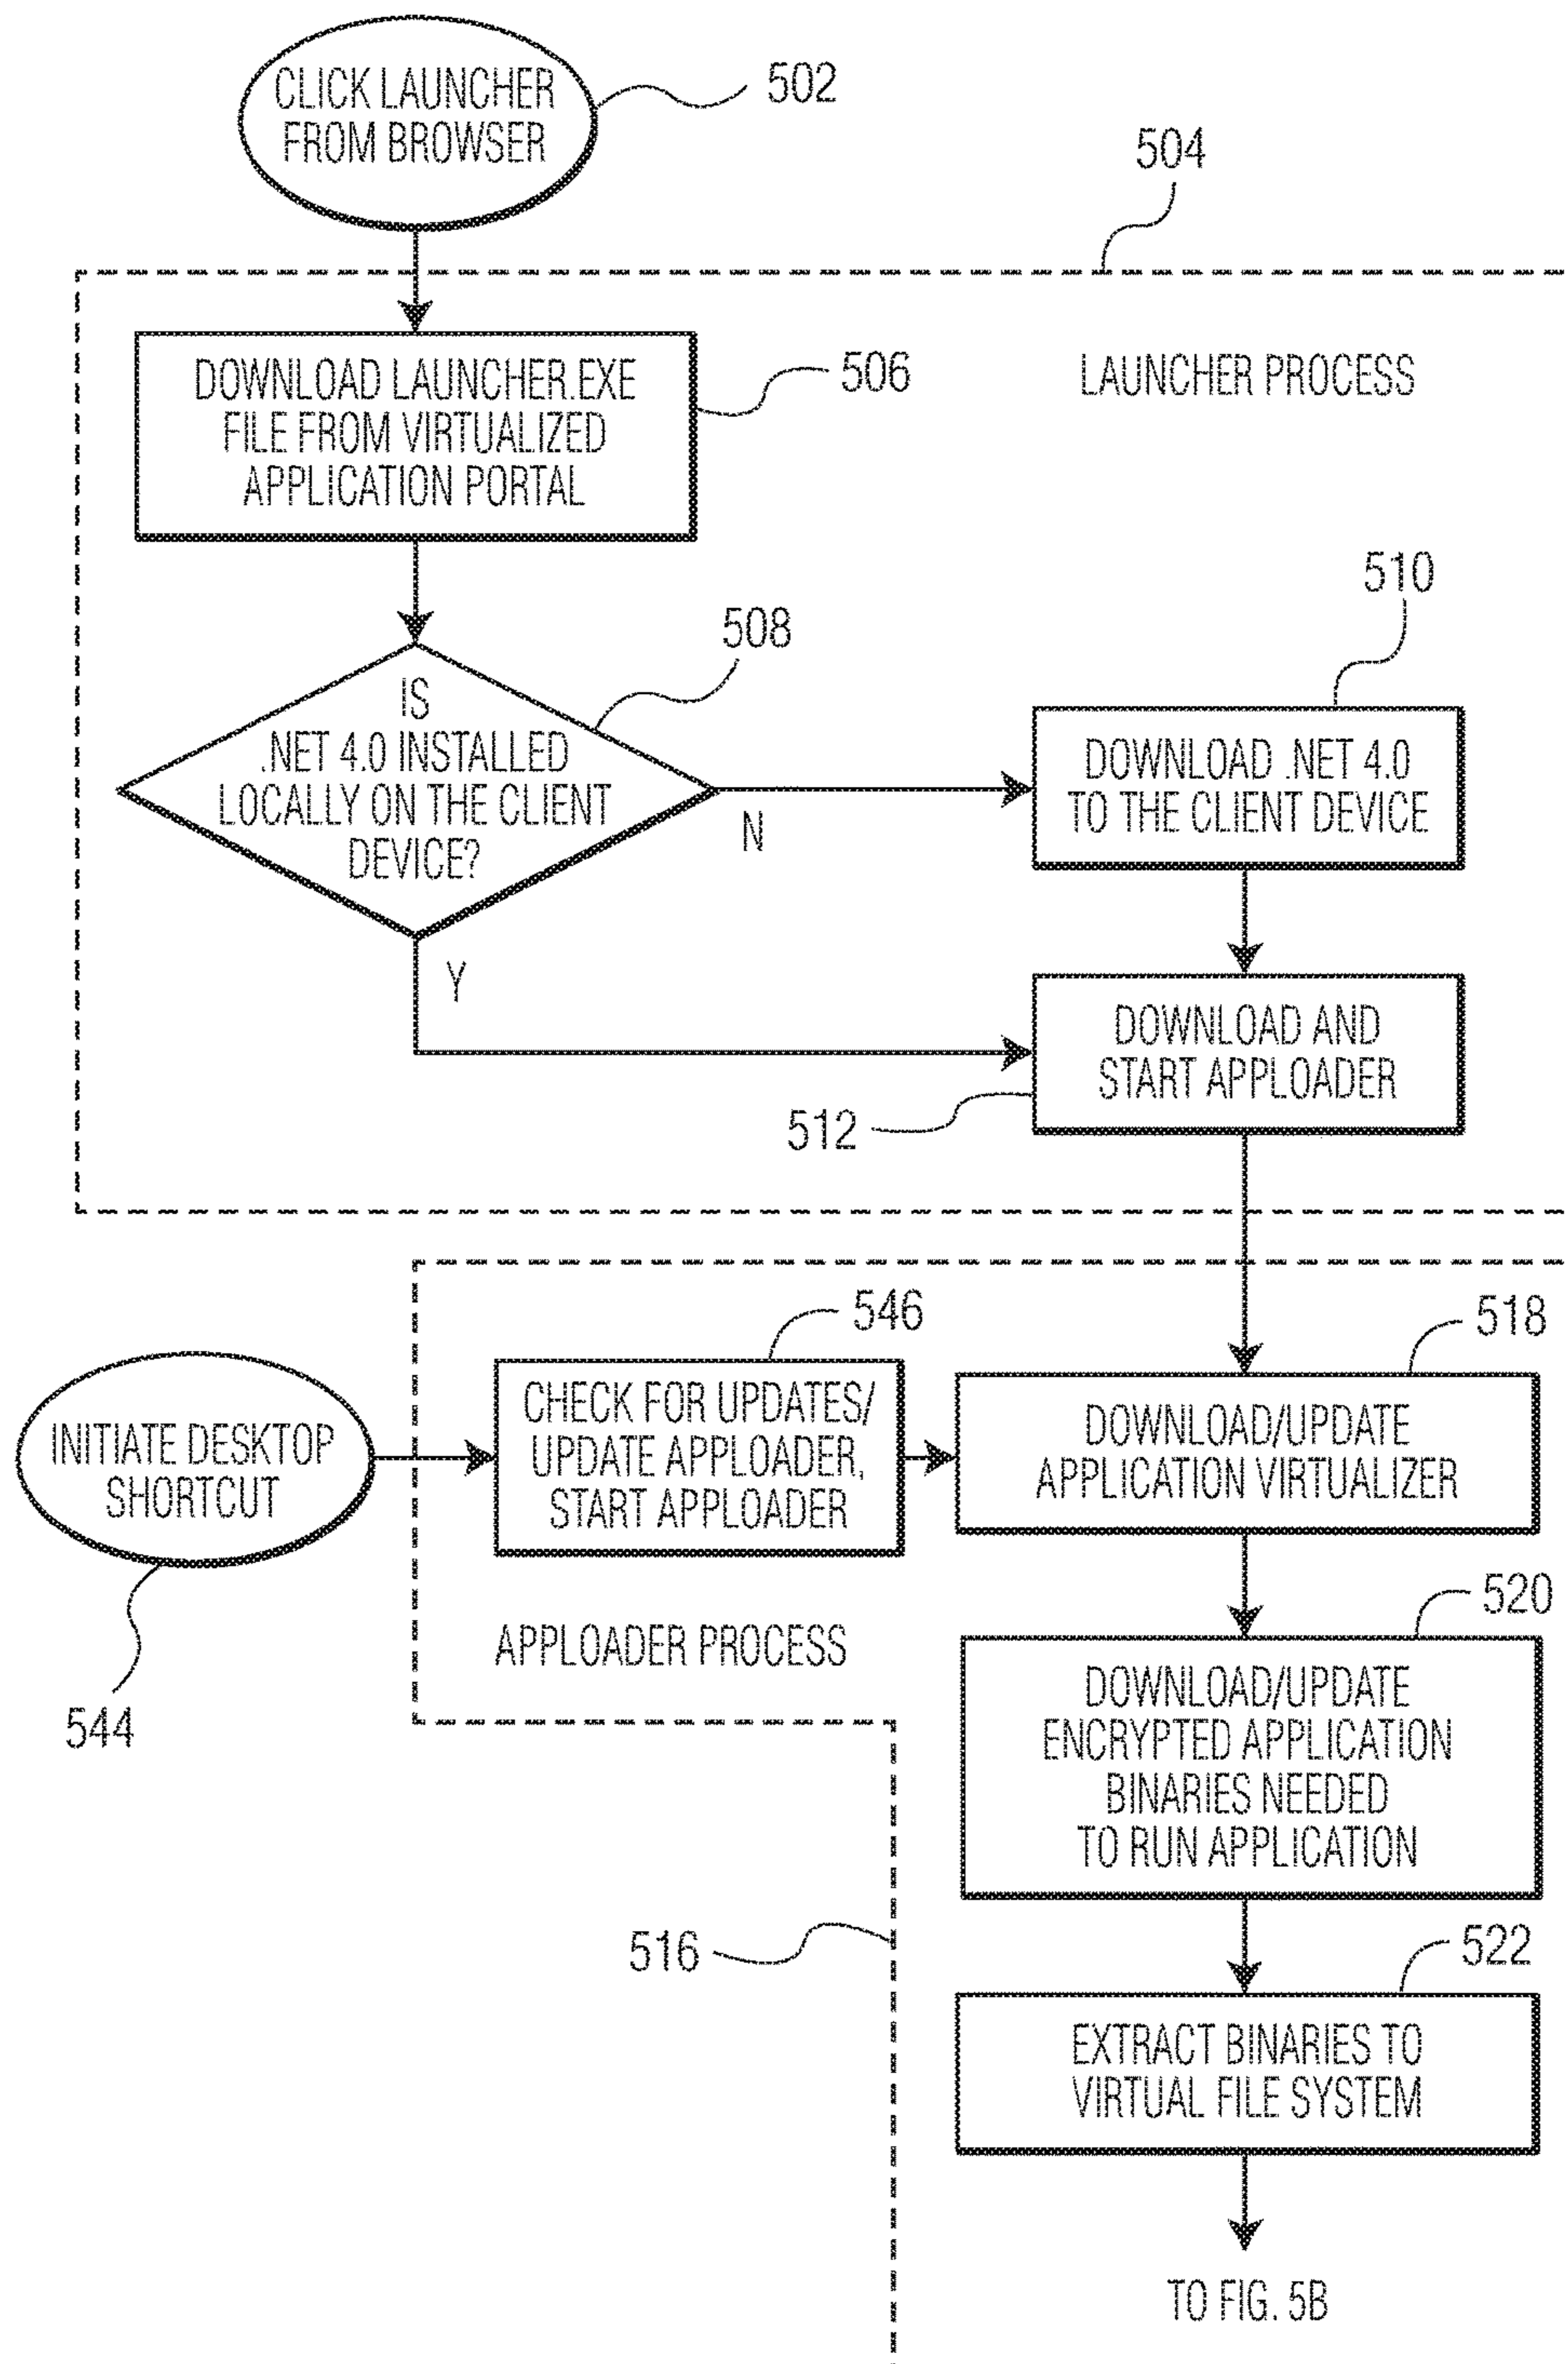 CLICK LAUNCHER
FROM BROWSER
502
504
DOWNLOAD LAUNCHER.EXE
FILE FROM VIRTUALIZED
APPLICATION PORTAL
506
LAUNCHER PROCESS
508
510
IS
.NET 4.0 INSTALLED
LOCALLY ON THE CLIENT
DEVICE?
N
Y
DOWNLOAD .NET 4.0
TO THE CLIENT DEVICE
DOWNLOAD AND
START APPLOADER
512
546
518
INITIATE DESKTOP
SHORTCUT
544
CHECK FOR UPDATES/
UPDATE APPLOADER,
START APPLOADER
DOWNLOAD/UPDATE
APPLICATION VIRTUALIZER
APPLOADER PROCESS
520
DOWNLOAD/UPDATE
ENCRYPTED APPLICATION
BINARIES NEEDED
TO RUN APPLICATION
516
522
EXTRACT BINARIES TO
VIRTUAL FILE SYSTEM
TO FIG. 5B